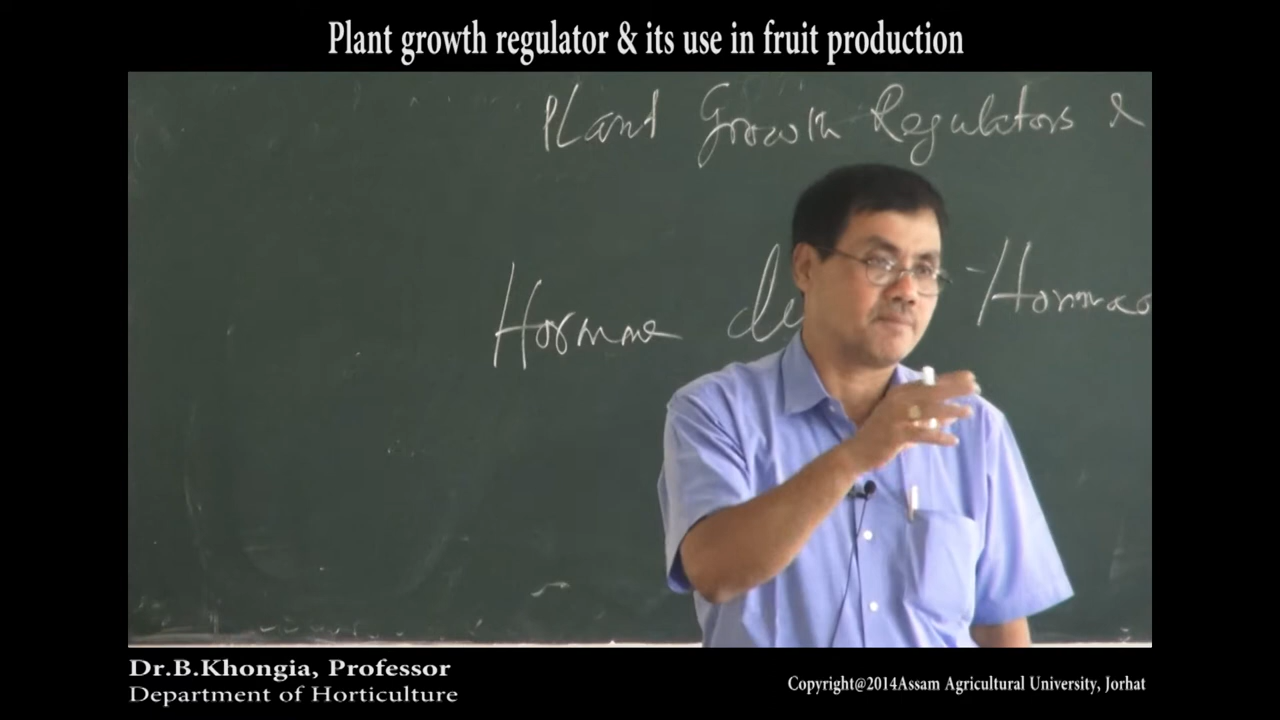 Plant growth regulator & its use in fruit production
Plant Growth Regulators &
Hormone
Dr.B.Khongia, Professor
Department of Horticulture
Copyright@2014Assam Agricultural University, Jorhat